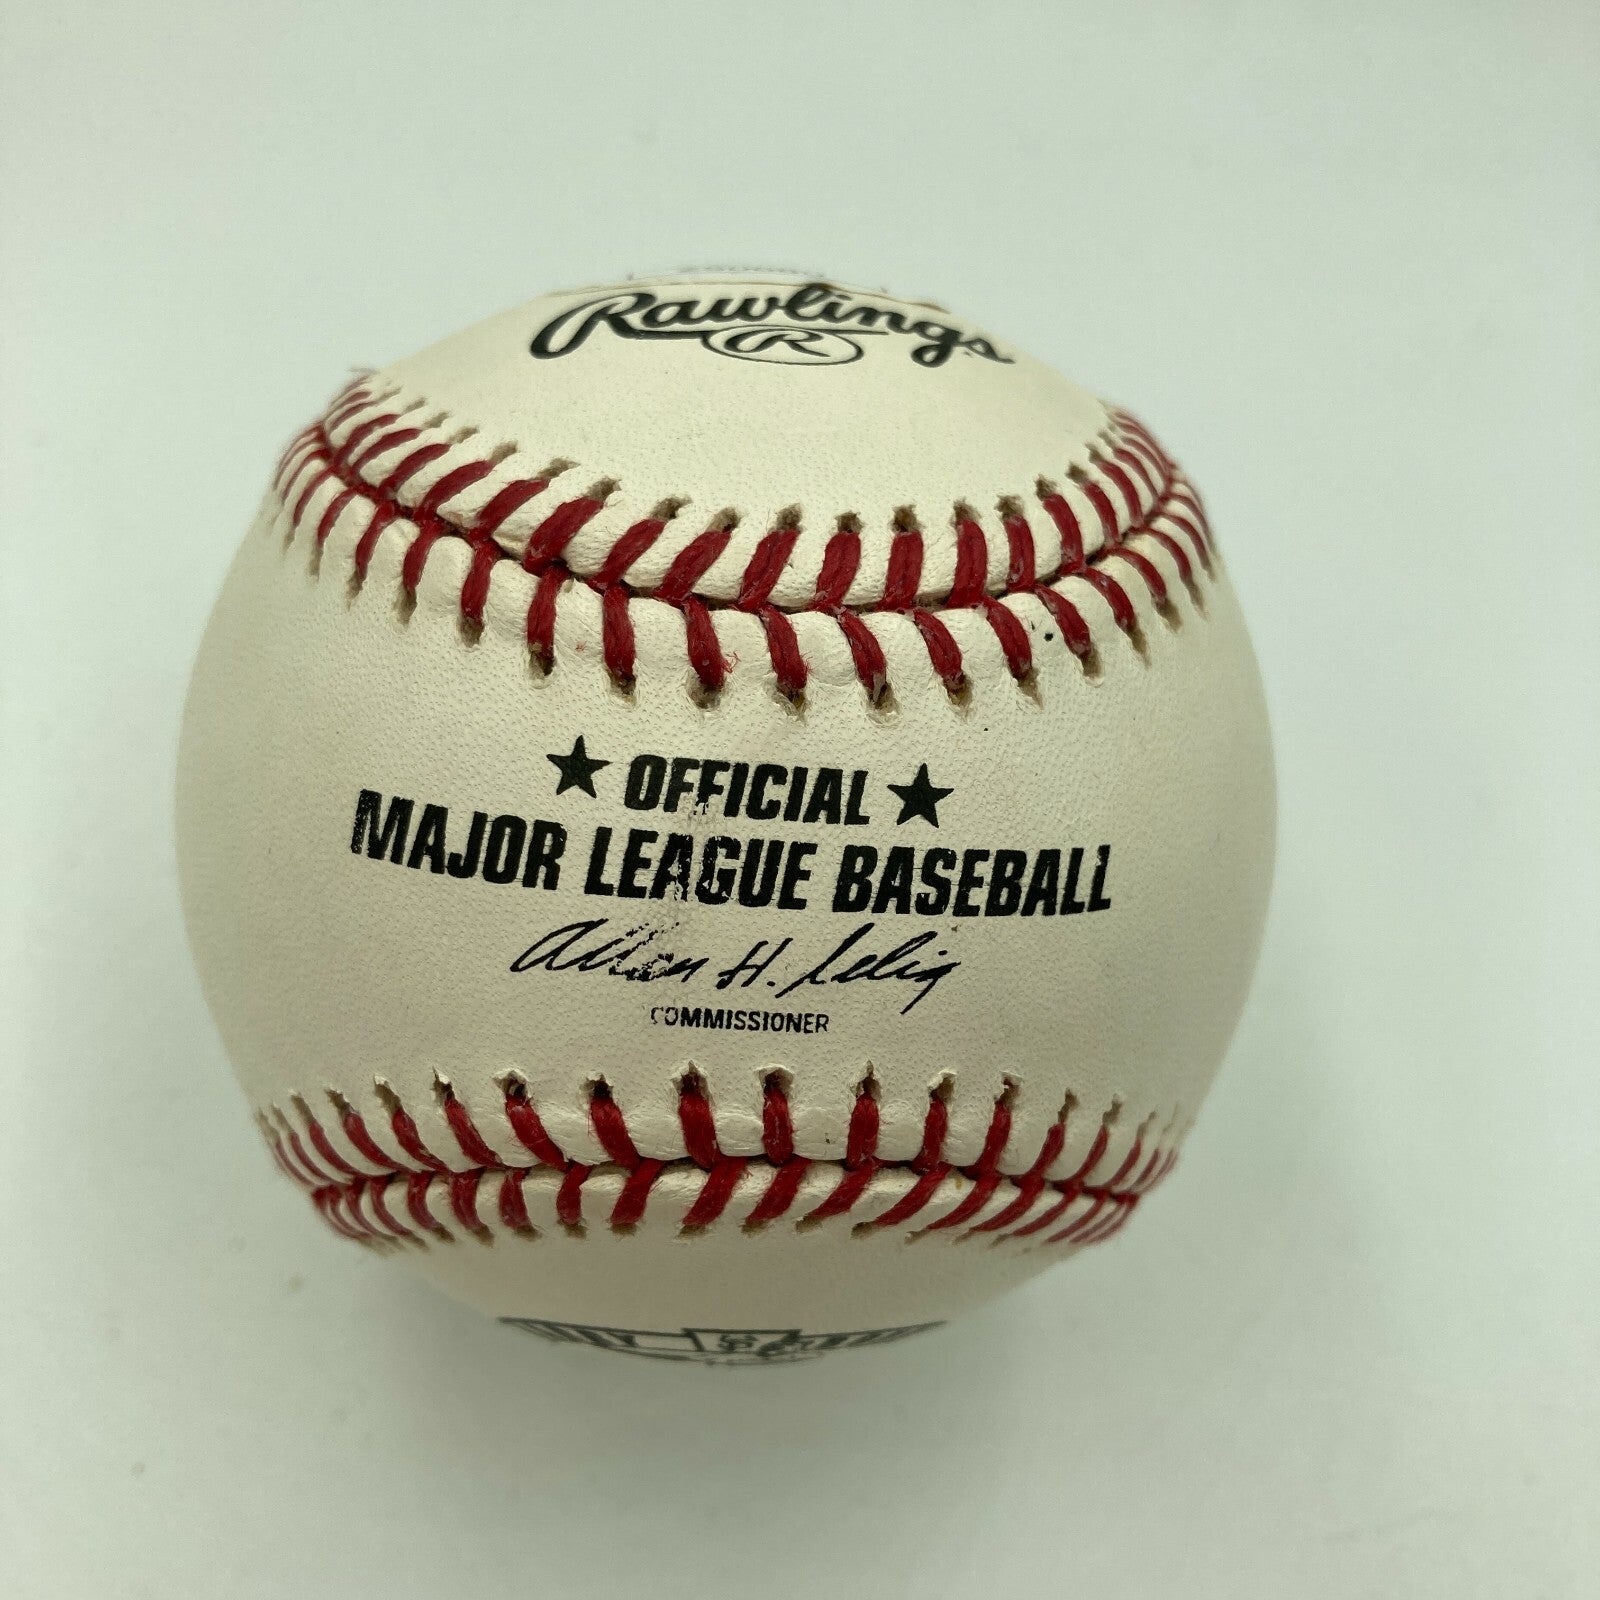 Rawlings
R
★ OFFICIAL ★
MAJOR LEAGUE BASEBALL
Allan H. Selig
COMMISSIONER